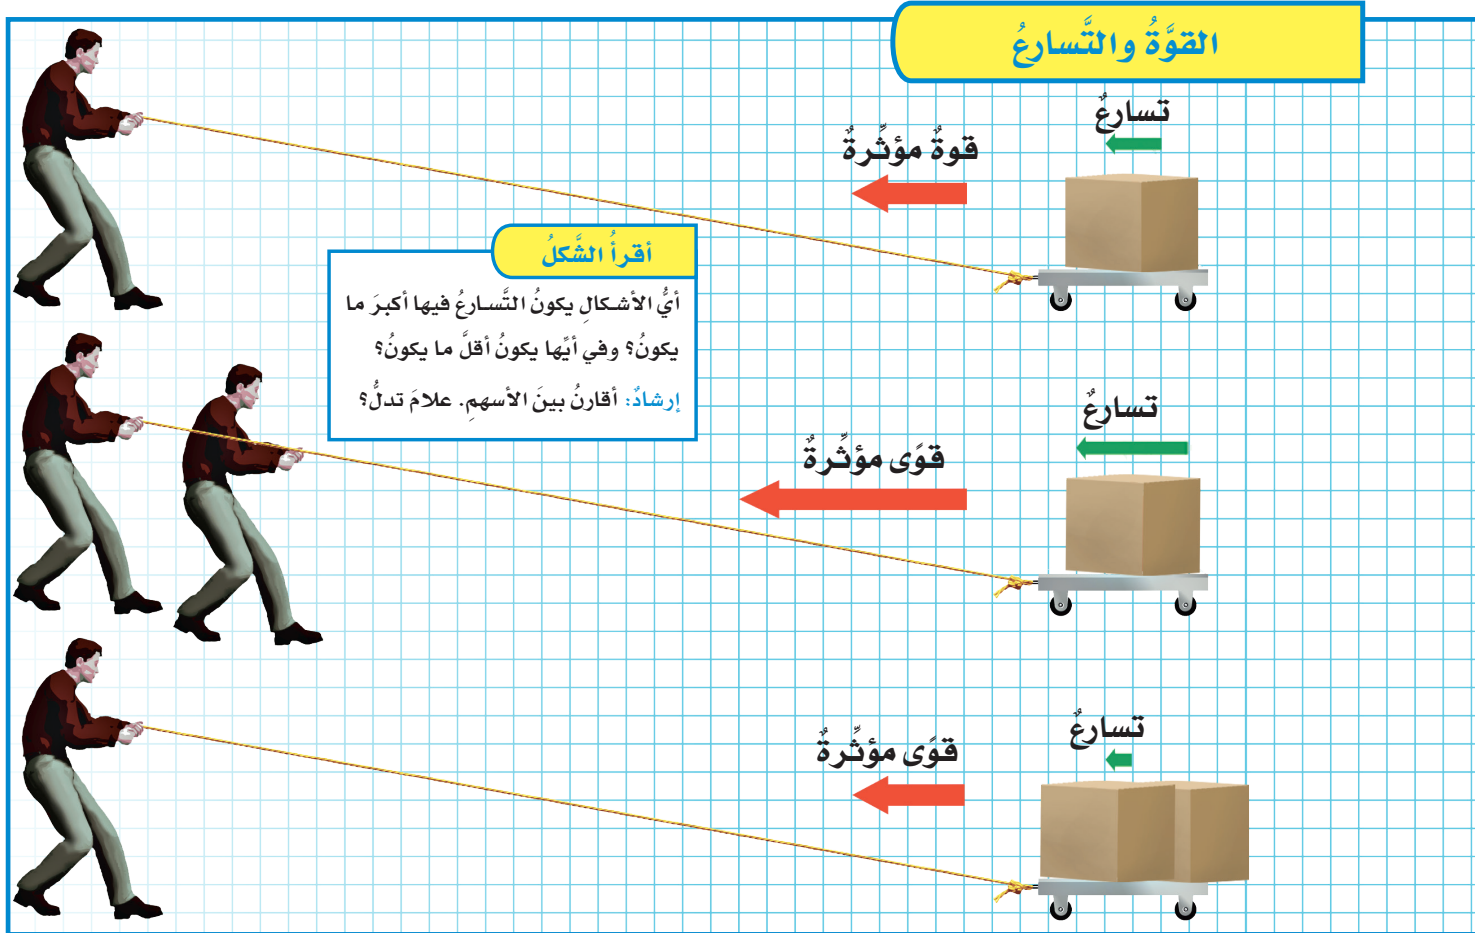 القوَّةُ والتَّسارعُ
تسارعٌ
قوةٌ مؤثِّرةٌ
أقرأُ الشَّكلُ
أيُّ الأشكالِ يكونُ التَّسارعُ فيها أكبرَ ما
يكونُ؟ وفي أيِّها يكونُ أقلَّ ما يكونُ؟
إرشادٌ: أقارنُ بينَ الأسهمِ. علامَ تدلُّ؟
تسارعٌ
قوًى مؤثِّرةٌ
تسارعٌ
قوًى مؤثِّرةٌ